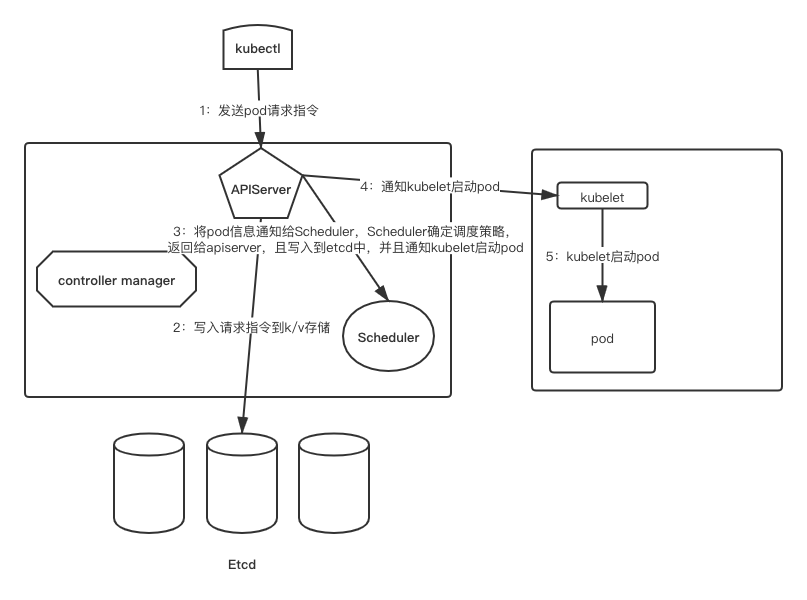 kubectl
1：发送pod请求指令
APIServer
4：通知kubelet启动pod
kubelet
3：将pod信息通知给Scheduler，Scheduler确定调度策略，
返回给apiserver，且写入到etcd中，并且通知kubelet启动pod
5：kubelet启动pod
controller manager
2：写入请求指令到k/v存储
Scheduler
pod
Etcd